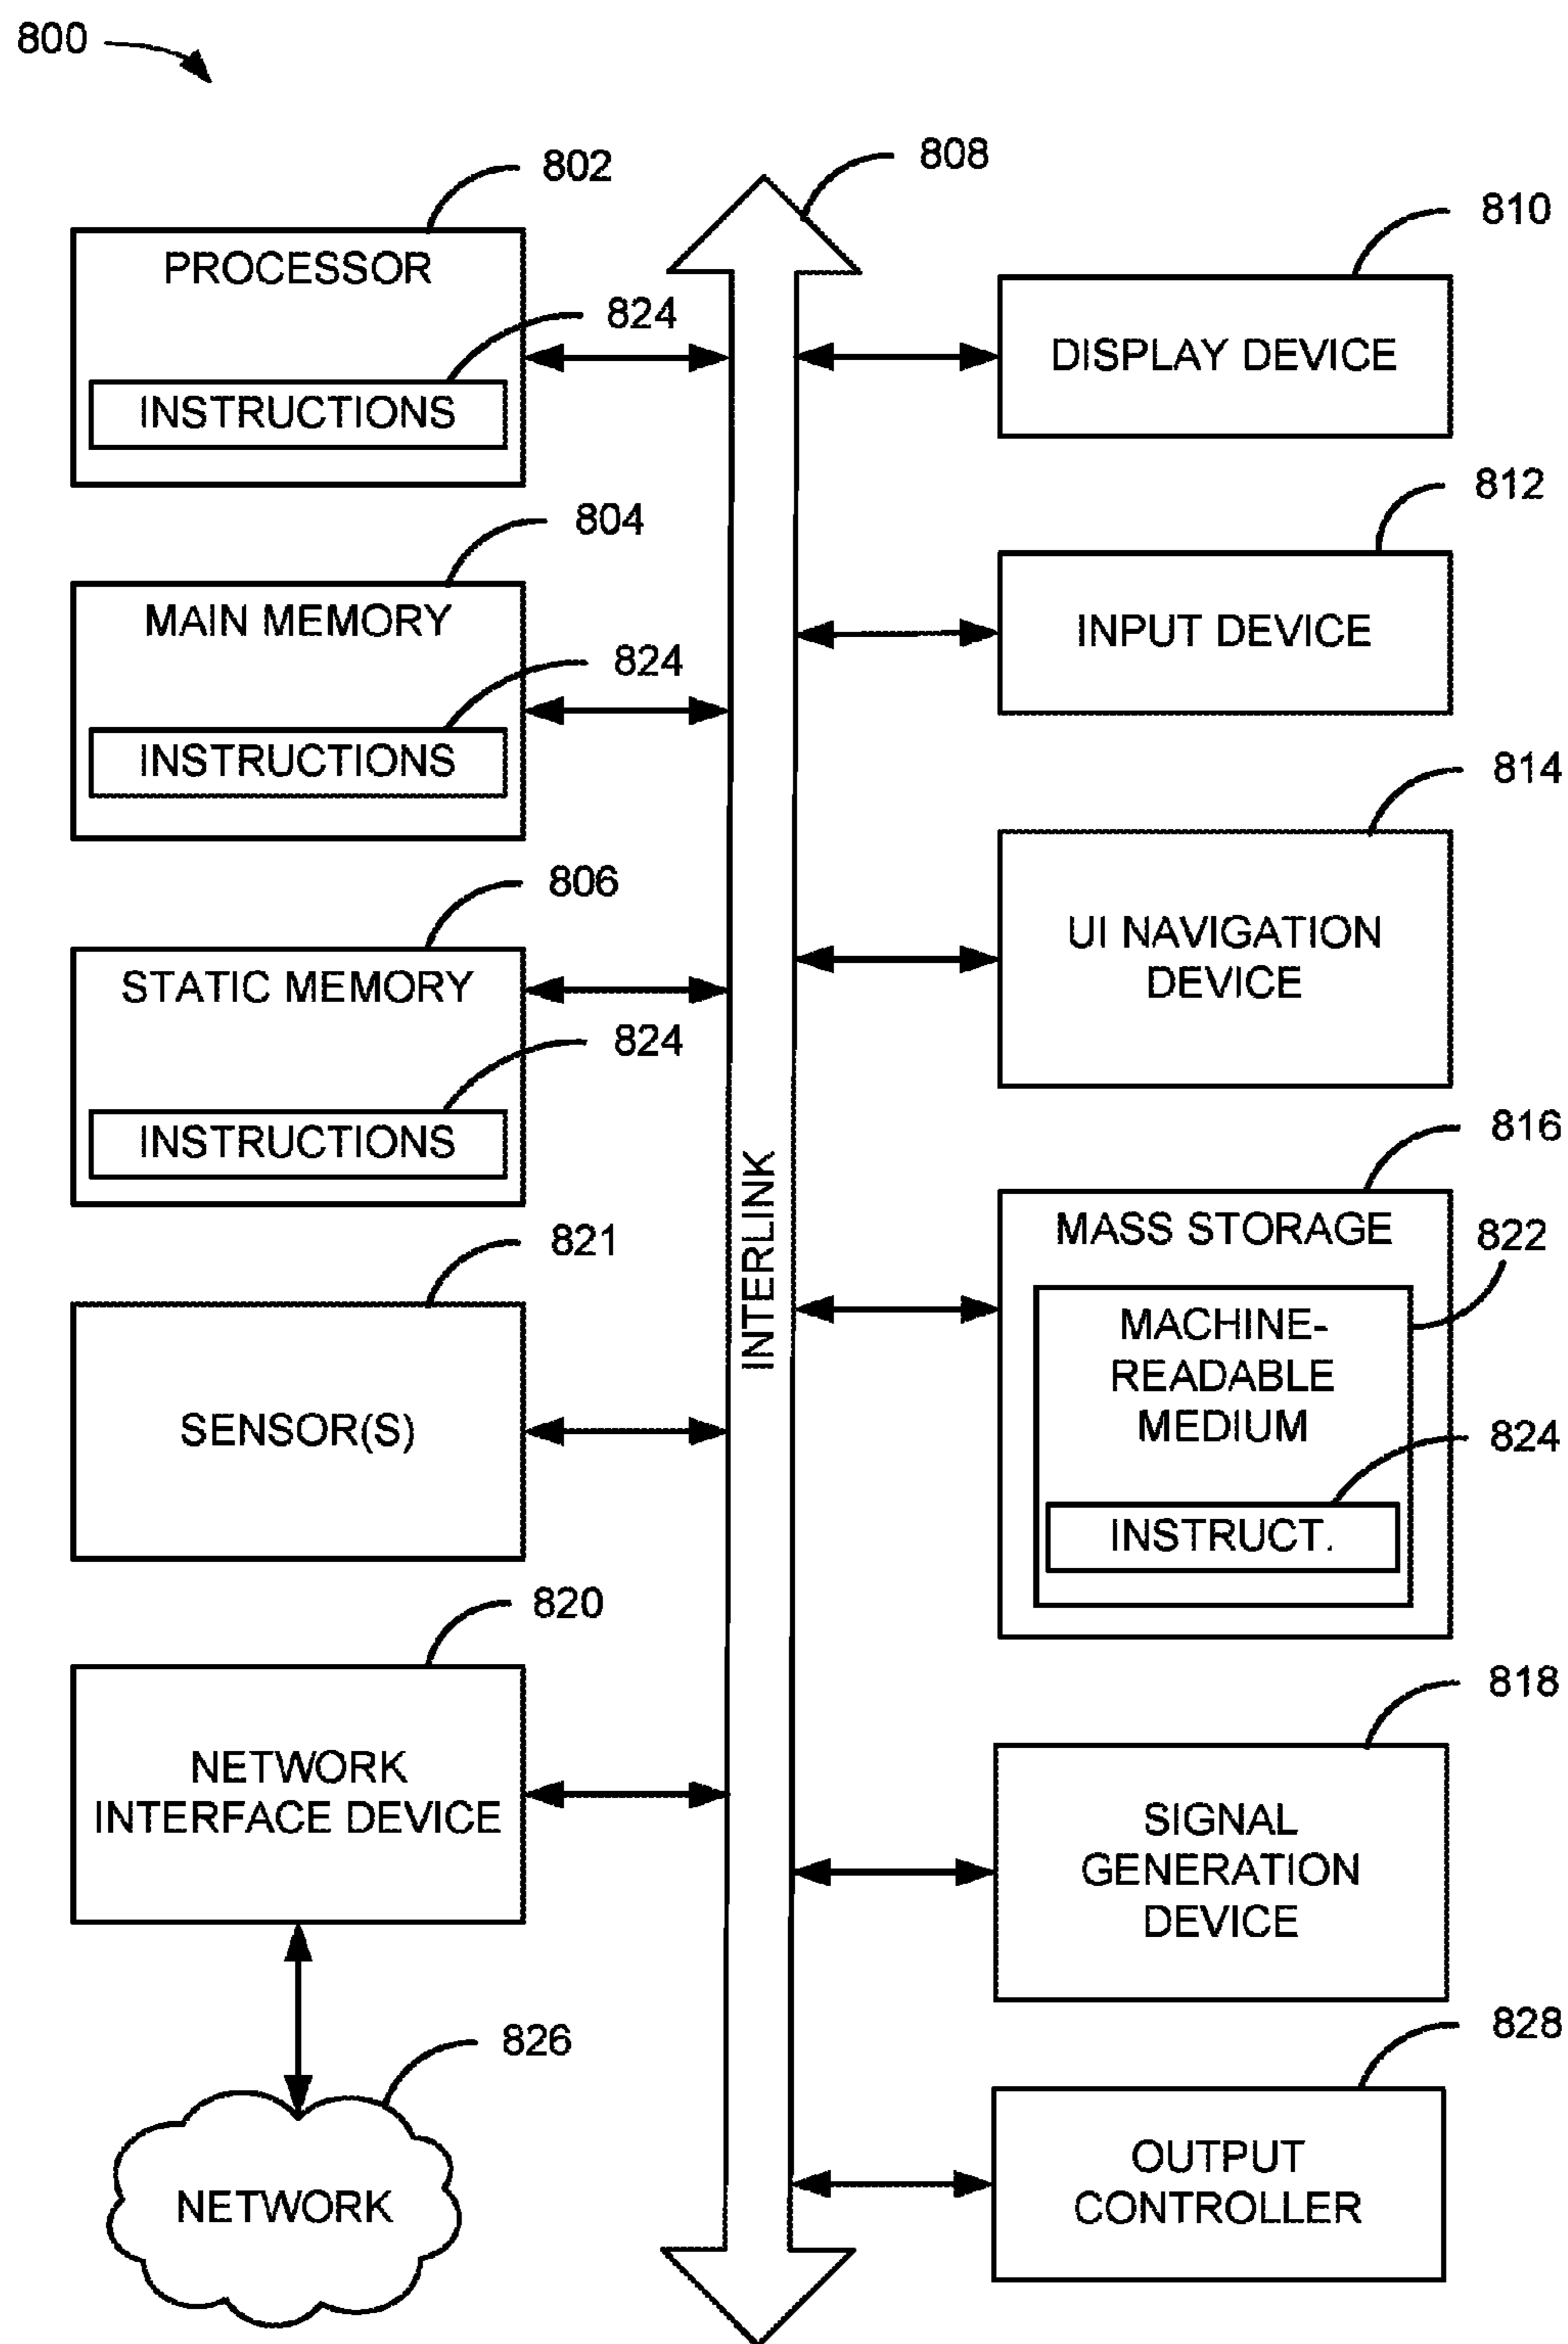 800
802
PROCESSOR
824
INSTRUCTIONS
804
MAIN MEMORY
824
INSTRUCTIONS
806
STATIC MEMORY
824
INSTRUCTIONS
821
SENSOR(S)
820
NETWORK
INTERFACE DEVICE
826
NETWORK
808
INTERLINK
810
DISPLAY DEVICE
812
INPUT DEVICE
814
UI NAVIGATION
DEVICE
816
MASS STORAGE
822
MACHINE-
READABLE
MEDIUM
824
INSTRUCT.
818
SIGNAL
GENERATION
DEVICE
828
OUTPUT
CONTROLLER